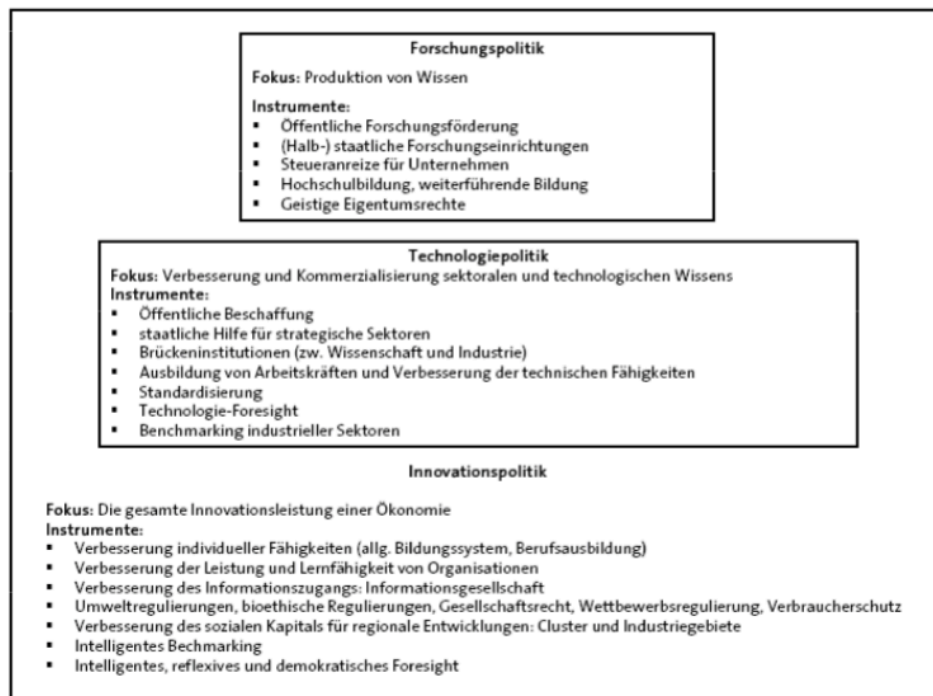 Forschungspolitik
Fokus: Produktion von Wissen
Instrumente:
▪ Öffentliche Forschungsförderung
▪ (Halb-) staatliche Forschungseinrichtungen
▪ Steueranreize für Unternehmen
▪ Hochschulbildung, weiterführende Bildung
▪ Geistige Eigentumsrechte
Technologiepolitik
Fokus: Verbesserung und Kommerzialisierung sektoralen und technologischen Wissens
Instrumente:
▪ Öffentliche Beschaffung
▪ staatliche Hilfe für strategische Sektoren
▪ Brückeninstitutionen (zw. Wissenschaft und Industrie)
▪ Ausbildung von Arbeitskräften und Verbesserung der technischen Fähigkeiten
▪ Standardisierung
▪ Technologie-Foresight
▪ Benchmarking industrieller Sektoren
Innovationspolitik
Fokus: Die gesamte Innovationsleistung einer Ökonomie
Instrumente:
▪ Verbesserung individueller Fähigkeiten (allg. Bildungssystem, Berufsausbildung)
▪ Verbesserung der Leistung und Lernfähigkeit von Organisationen
▪ Verbesserung des Informationszugangs: Informationsgesellschaft
▪ Umweltregulierungen, bioethische Regulierungen, Gesellschaftsrecht, Wettbewerbsregulierung, Verbraucherschutz
▪ Verbesserung des sozialen Kapitals für regionale Entwicklungen: Cluster und Industriegebiete
▪ Intelligentes Bechmarking
▪ Intelligentes, reflexives und demokratisches Foresight